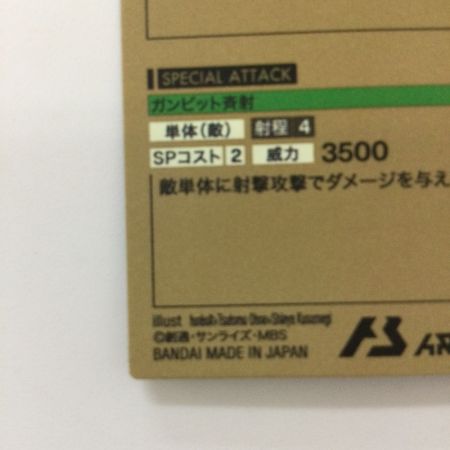 SPECIAL ATTACK
ガンビット斉射
単体(敵) 射程 4
SPコスト 2 威力 3500
敵単体に射撃攻撃でダメージを与え
illust
©創通・サンライズ・MBS
BANDAI MADE IN JAPAN
AR